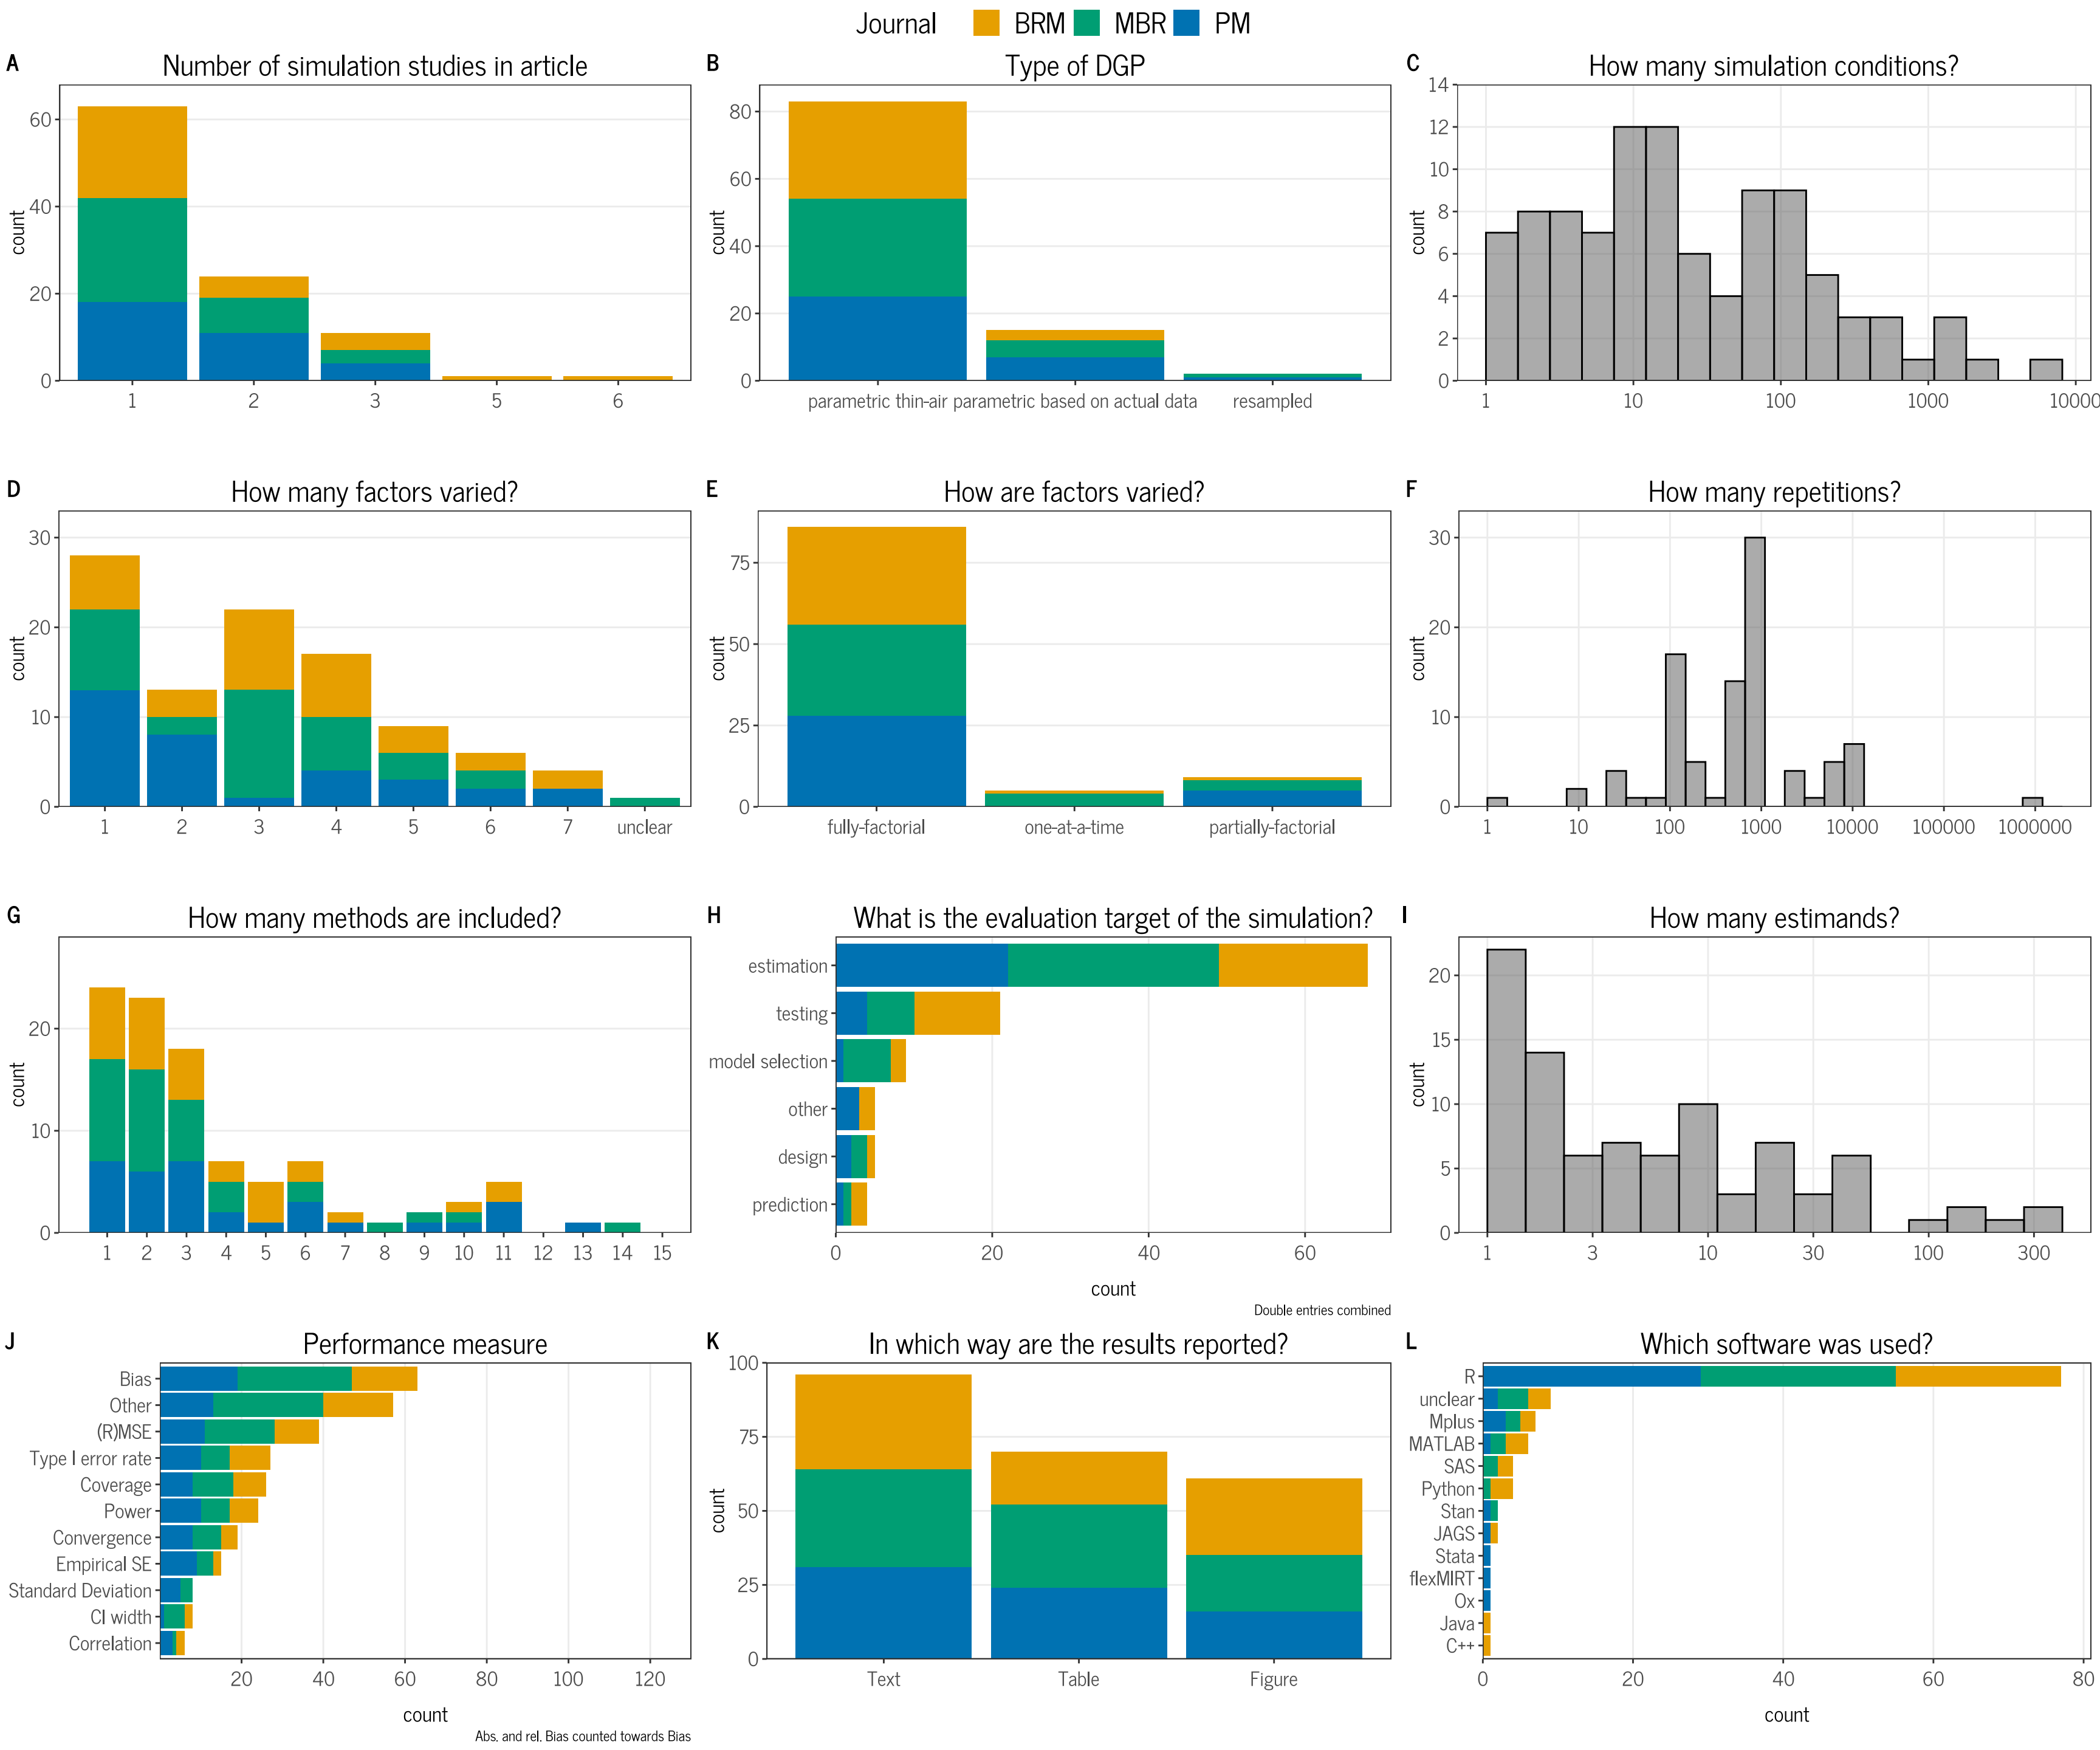 Journal BRM MBR PM
A Number of simulation studies in article
count
60
40
20
0
1 2 3 5 6
B Type of DGP
count
80
60
40
20
0
parametric thin-air parametric based on actual data resampled
C How many simulation conditions?
count
14
12
10
8
6
4
2
0
1 10 100 1000 10000
D How many factors varied?
count
30
20
10
0
1 2 3 4 5 6 7 unclear
E How are factors varied?
count
75
50
25
0
fully-factorial one-at-a-time partially-factorial
F How many repetitions?
count
30
20
10
0
1 10 100 1000 10000 100000 1000000
G How many methods are included?
count
20
10
0
1 2 3 4 5 6 7 8 9 10 11 12 13 14 15
H What is the evaluation target of the simulation?
estimation
testing
model selection
other
design
prediction
0 20 40 60
count
Double entries combined
I How many estimands?
count
20
15
10
5
0
1 3 10 30 100 300
J Performance measure
Bias
Other
(R)MSE
Type I error rate
Coverage
Power
Convergence
Empirical SE
Standard Deviation
CI width
Correlation
20 40 60 80 100 120
count
Abs. and rel. Bias counted towards Bias
K In which way are the results reported?
count
100
75
50
25
0
Text Table Figure
L Which software was used?
R
unclear
Mplus
MATLAB
SAS
Python
Stan
JAGS
Stata
flexMIRT
Ox
Java
C++
0 20 40 60 80
count